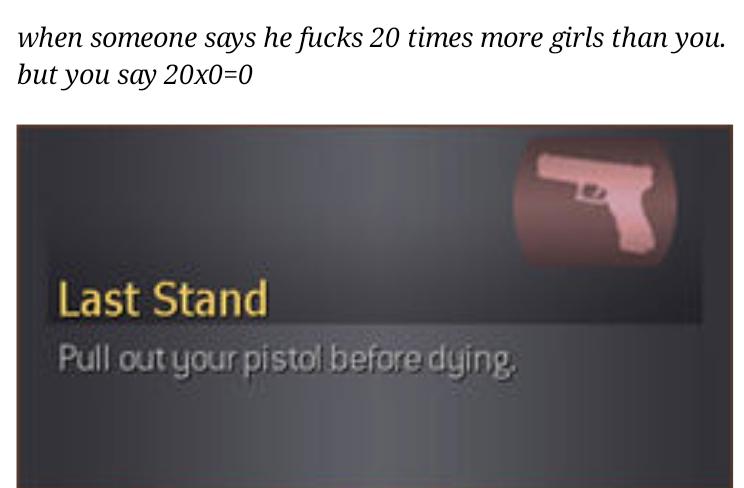 when someone says he fucks 20 times more girls than you.
but you say 20x0=0
Last Stand
Pull out your pistol before dying.